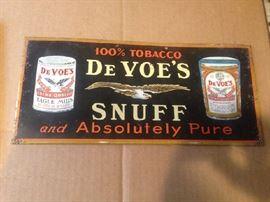 100% TOBACCO
DE VOE'S
SNUFF
and Absolutely Pure
DE VOE'S
EAGLE MILLS
DE VOE'S